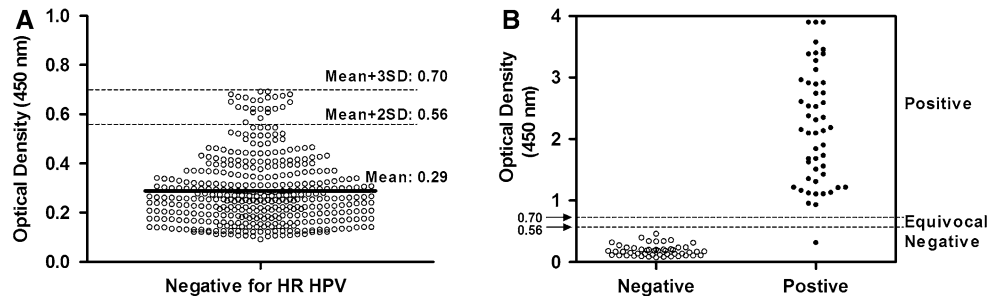 A
Optical Density (450 nm)
1.0
0.8
0.6
0.4
0.2
0.0
Mean+3SD: 0.70
Mean+2SD: 0.56
Mean: 0.29
Negative for HR HPV
B
Optical Density
(450 nm)
4
3
2
1
0
0.70
0.56
Positive
Equivocal
Negative
Negative
Postive